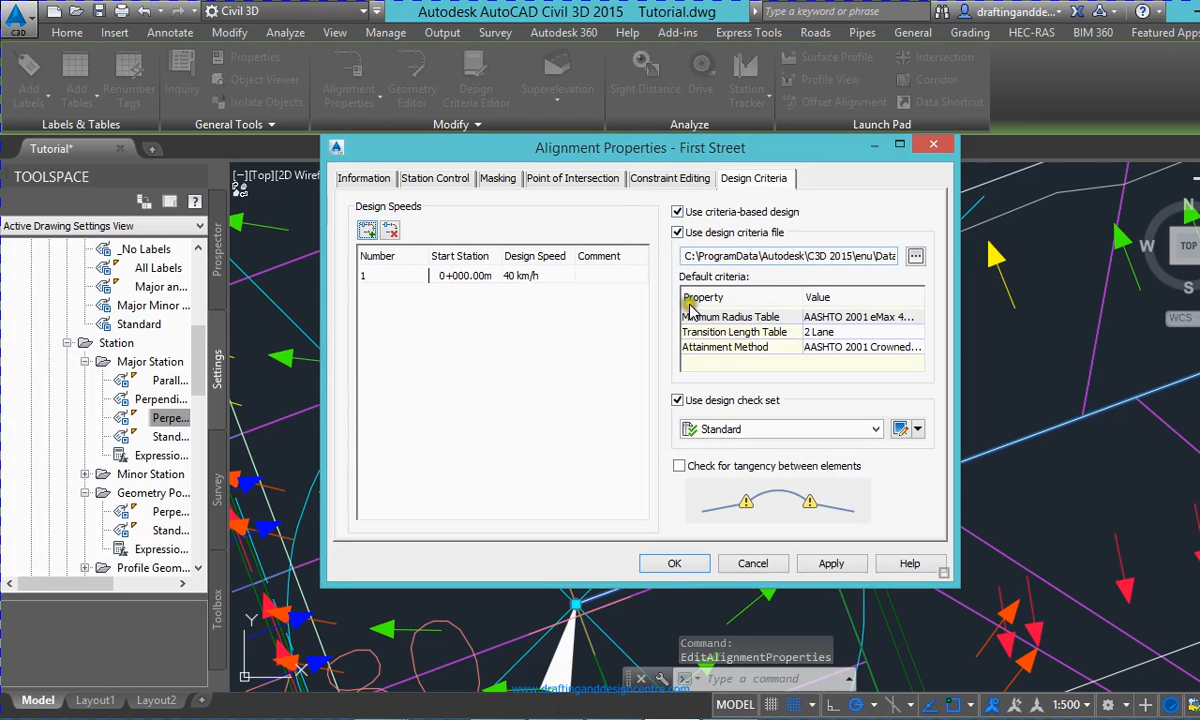 Civil 3D
Autodesk AutoCAD Civil 3D 2015 Tutorial.dwg
Type a keyword or phrase
draftinganddesignce...
C3D
Home Insert Annotate Modify Analyze View Manage Output Survey Autodesk 360 Help Add-ins Express Tools Roads Pipes General Grading HEC-RAS BIM 360 Featured Apps
Add Labels
Add Tables
Renumber Tags
Inquiry
Properties
Object Viewer
Isolate Objects
Alignment Properties
Geometry Editor
Design Criteria Editor
Superelevation
Sight Distance
Drive
Station Tracker
Surface Profile
Profile View
Offset Alignment
Intersection
Corridor
Data Shortcut
Labels & Tables
General Tools
Modify
Analyze
Launch Pad
Tutorial*
TOOLSPACE
Active Drawing Settings View
_No Labels
All Labels
Major an...
Major Minor
Standard
Station
Major Station
Parall...
Perpendi...
Perpe...
Stand...
Expressio...
Minor Station
Geometry Po...
Perpe...
Stand...
Expressio...
Profile Geom...
Prospector
Settings
Survey
Toolbox
[−][Top][2D Wiref
Alignment Properties - First Street
Information Station Control Masking Point of Intersection Constraint Editing Design Criteria
Design Speeds
Number Start Station Design Speed Comment
1 0+000.00m 40 km/h
Use criteria-based design
Use design criteria file
C:\ProgramData\Autodesk\C3D 2015\enu\Data
Default criteria:
Property Value
Minimum Radius Table AASHTO 2001 eMax 4...
Transition Length Table 2 Lane
Attainment Method AASHTO 2001 Crowned...
Use design check set
Standard
Check for tangency between elements
OK Cancel Apply Help
N
W
TOP
S
WCS
Y
X
Command:
EditAlignmentProperties
Type a command
www.draftinganddesigncentre.com
Model Layout1 Layout2
MODEL
1:500